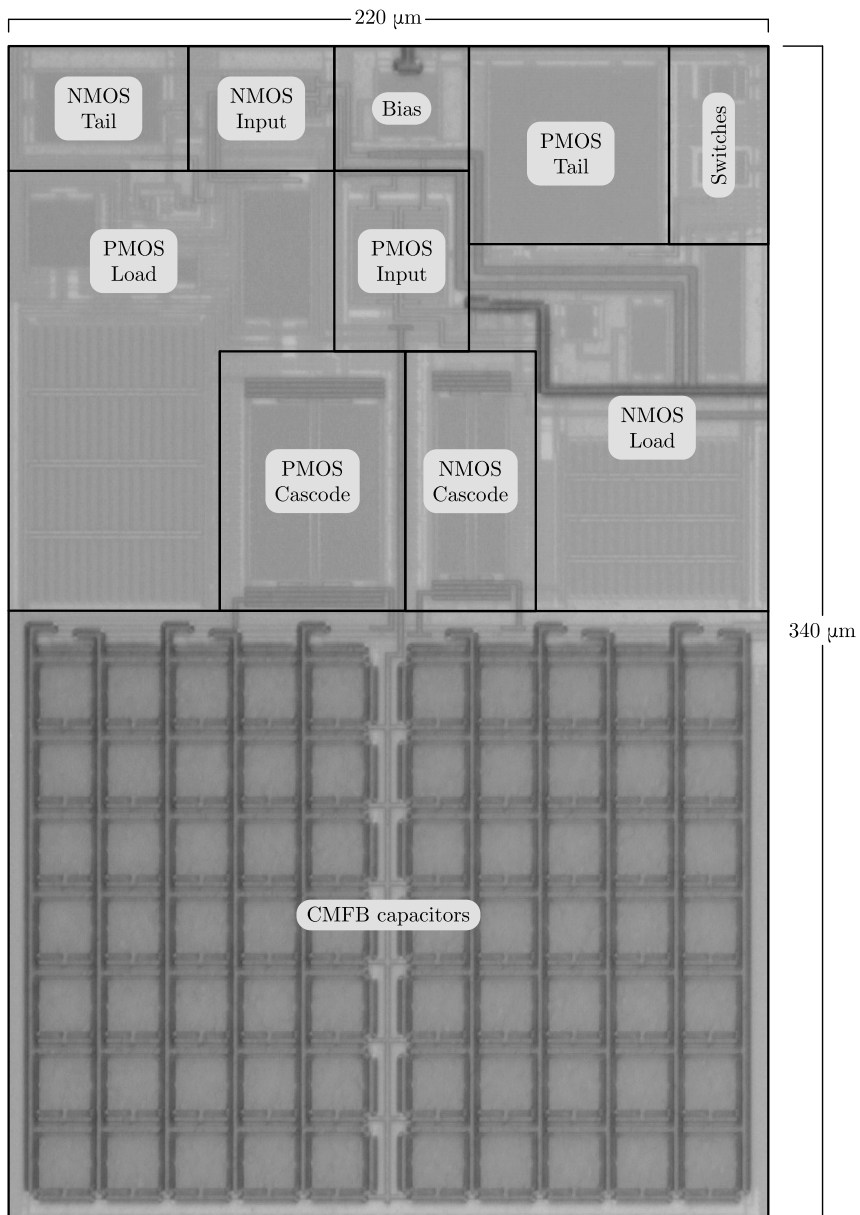 220 µm
NMOS
Tail
NMOS
Input
Bias
PMOS
Tail
Switches
PMOS
Load
PMOS
Input
NMOS
Load
PMOS
Cascode
NMOS
Cascode
340 µm
CMFB capacitors